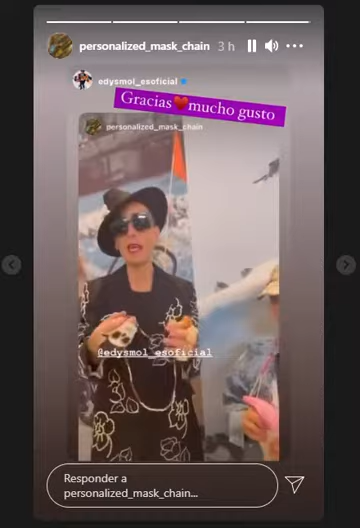 personalized_mask_chain 3 h
edysmol_esoficial
Gracias❤️mucho gusto
personalized_mask_chain
@edysmol_esoficial
Responder a
personalized_mask_chain...